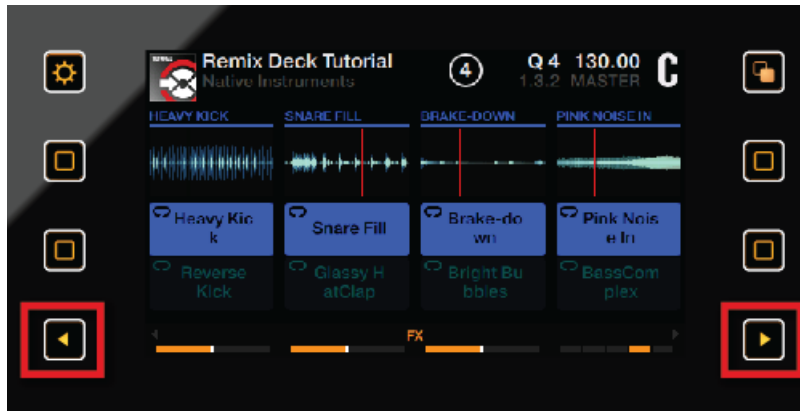 Remix Deck Tutorial
Native Instruments
4
Q 4 130.00
1.3.2 MASTER
C
HEAVY KICK
SNARE FILL
BRAKE-DOWN
PINK NOISE IN
Heavy Kic
k
Snare Fill
Brake-do
wn
Pink Nois
e In
Reverse
Kick
Glassy H
atClap
Bright Bu
bbles
BassCom
plex
FX